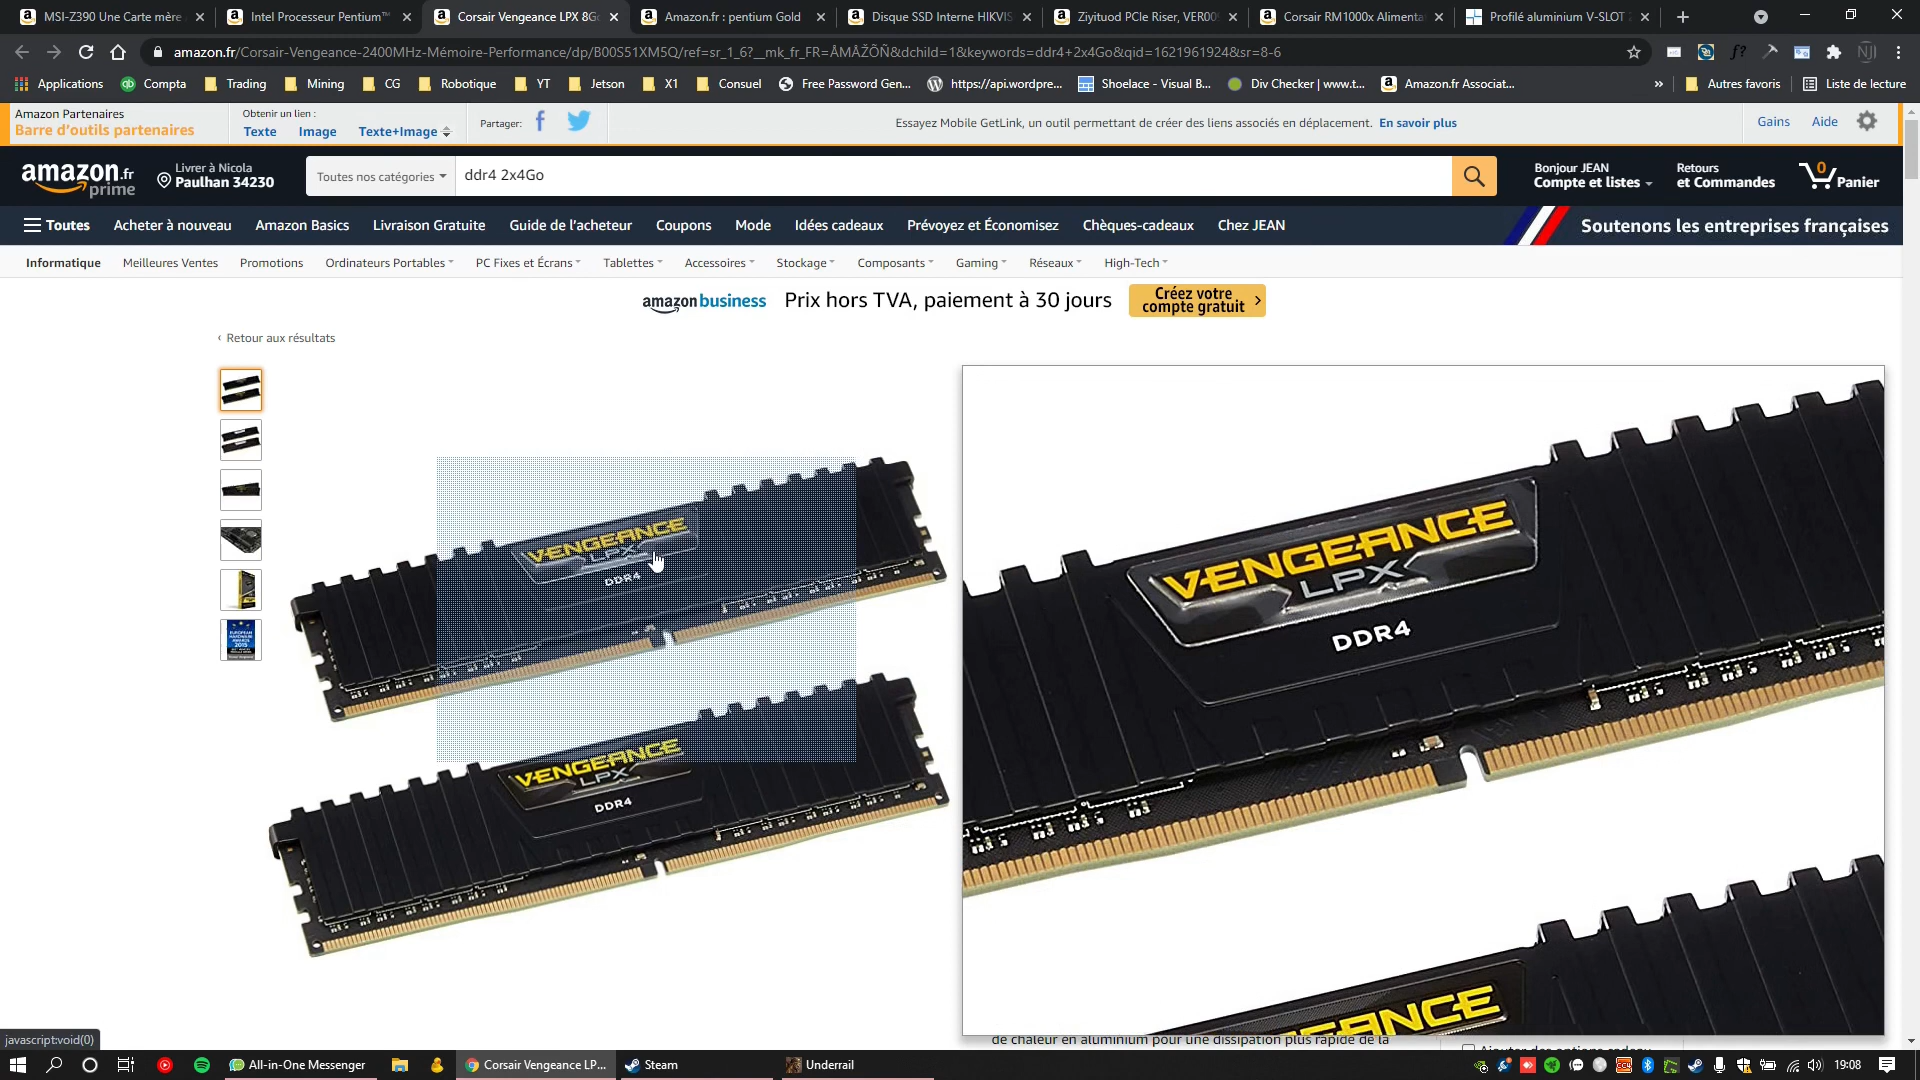 MSI-Z390 Une Carte mère
Intel Processeur Pentium™
Corsair Vengeance LPX 8G
Amazon.fr : pentium Gold
Disque SSD Interne HIKVIS
Ziyituod PCIe Riser, VER00
Corsair RM1000x Alimenta
Profilé aluminium V-SLOT
amazon.fr/Corsair-Vengeance-2400MHz-Mémoire-Performance/dp/B00S51XM5Q/ref=sr_1_6?__mk_fr_FR=ÅMÅŽÕÑ&dchild=1&keywords=ddr4+2x4Go&qid=1621961924&sr=8-6
Applications
Compta
Trading
Mining
CG
Robotique
YT
Jetson
X1
Consuel
Free Password Gen...
https://api.wordpre...
Shoelace - Visual B...
Div Checker | www.t...
Amazon.fr Associat...
Autres favoris
Liste de lecture
Amazon Partenaires
Barre d'outils partenaires
Obtenir un lien :
Texte Image Texte+Image
Partager:
Essayez Mobile GetLink, un outil permettant de créer des liens associés en déplacement. En savoir plus
Gains Aide
amazon.fr
prime
Livrer à Nicola
Paulhan 34230
Toutes nos catégories
ddr4 2x4Go
Bonjour JEAN
Compte et listes
Retours
et Commandes
0
Panier
Toutes Acheter à nouveau Amazon Basics Livraison Gratuite Guide de l'acheteur Coupons Mode Idées cadeaux Prévoyez et Économisez Chèques-cadeaux Chez JEAN
Soutenons les entreprises françaises
Informatique Meilleures Ventes Promotions Ordinateurs Portables PC Fixes et Écrans Tablettes Accessoires Stockage Composants Gaming Réseaux High-Tech
amazon business Prix hors TVA, paiement à 30 jours
Créez votre
compte gratuit
‹ Retour aux résultats
VENGEANCE
LPX
DDR4
VENGEANCE
LPX
DDR4
VENGEANCE
LPX
DDR4
VENGEANCE
de chaleur en aluminium pour une dissipation plus rapide de la
javascript:void(0)
All-in-One Messenger
Corsair Vengeance LP...
Steam
Underrail
19:08